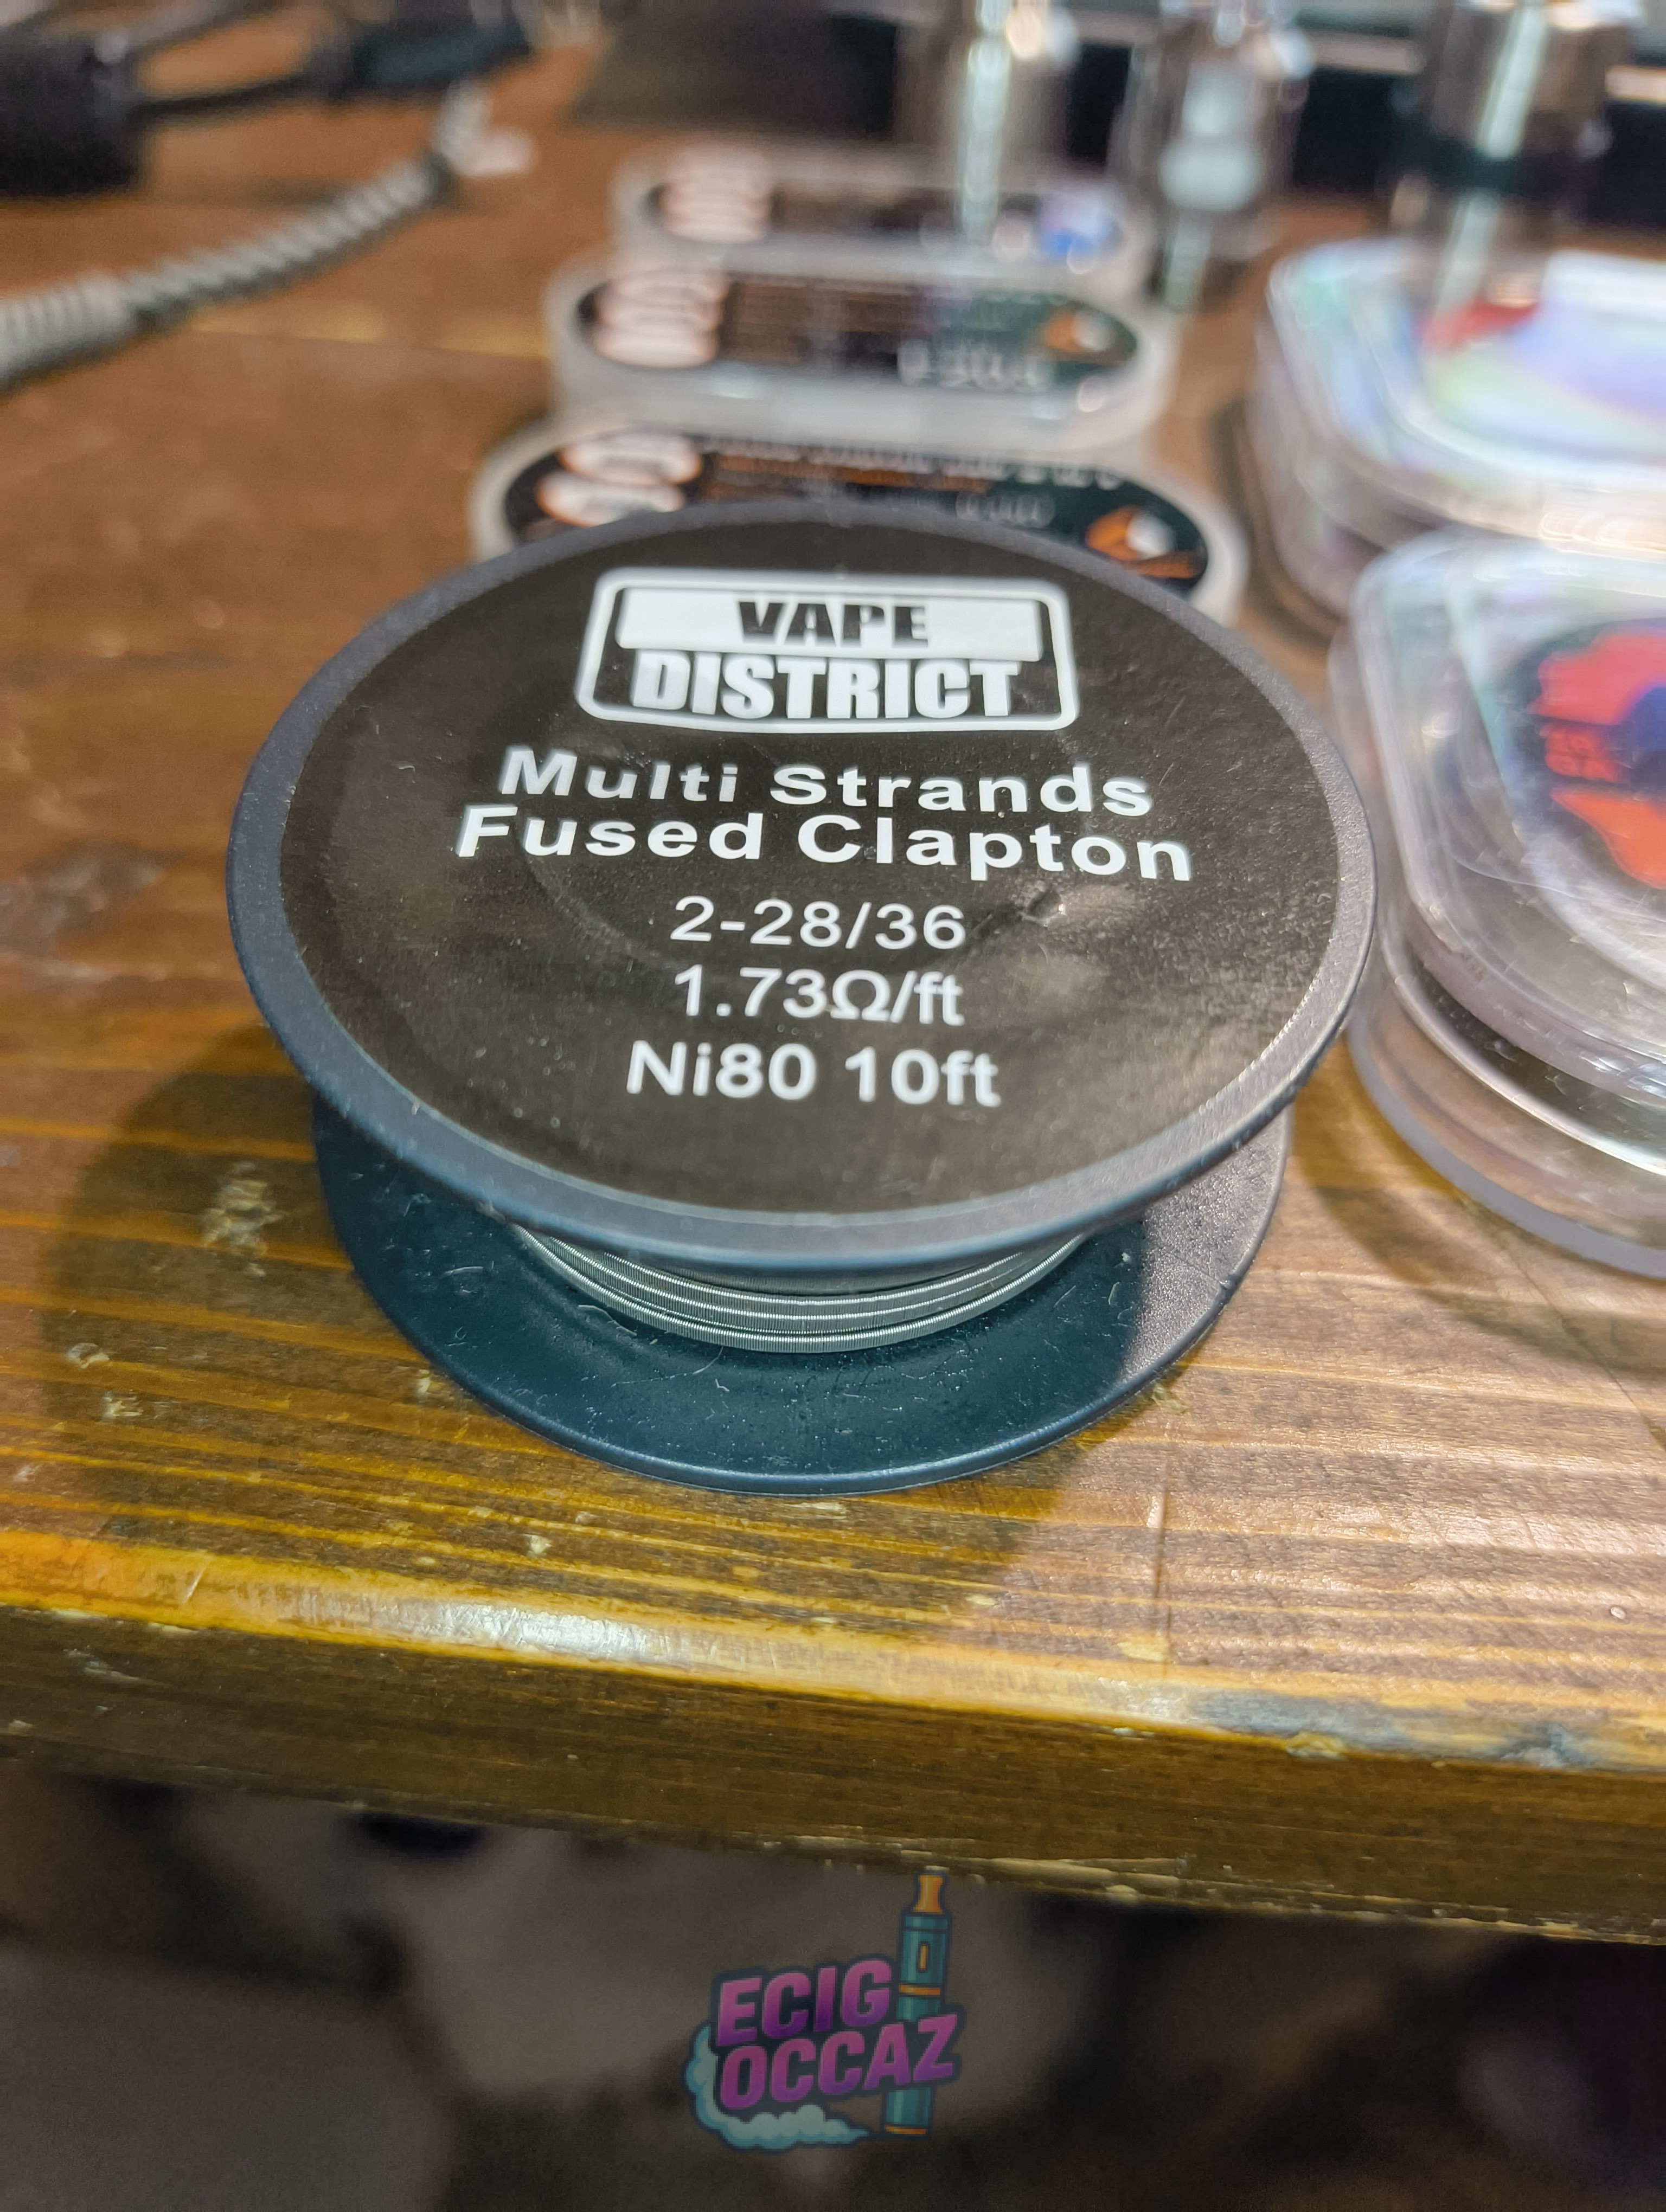 VAPE
DISTRICT
Multi Strands
Fused Clapton
2-28/36
1.73Ω/ft
Ni80 10ft
ECIG
OCCAZ